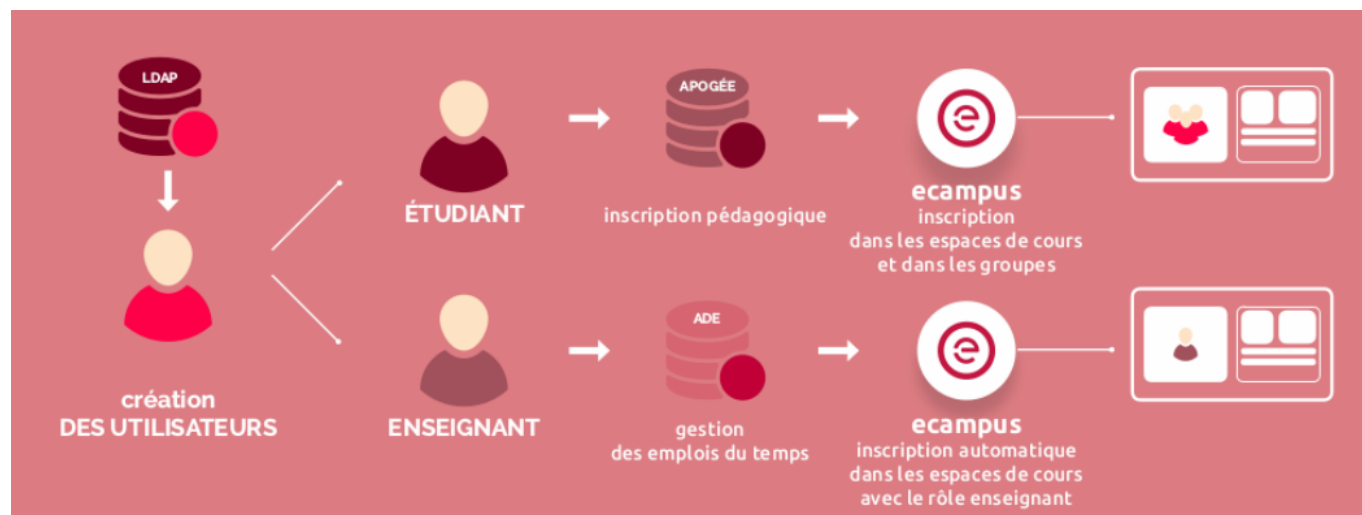 LDAP
création
DES UTILISATEURS
ÉTUDIANT
APOGÉE
inscription pédagogique
ecampus
inscription
dans les espaces de cours
et dans les groupes
ENSEIGNANT
ADE
gestion
des emplois du temps
ecampus
inscription automatique
dans les espaces de cours
avec le rôle enseignant